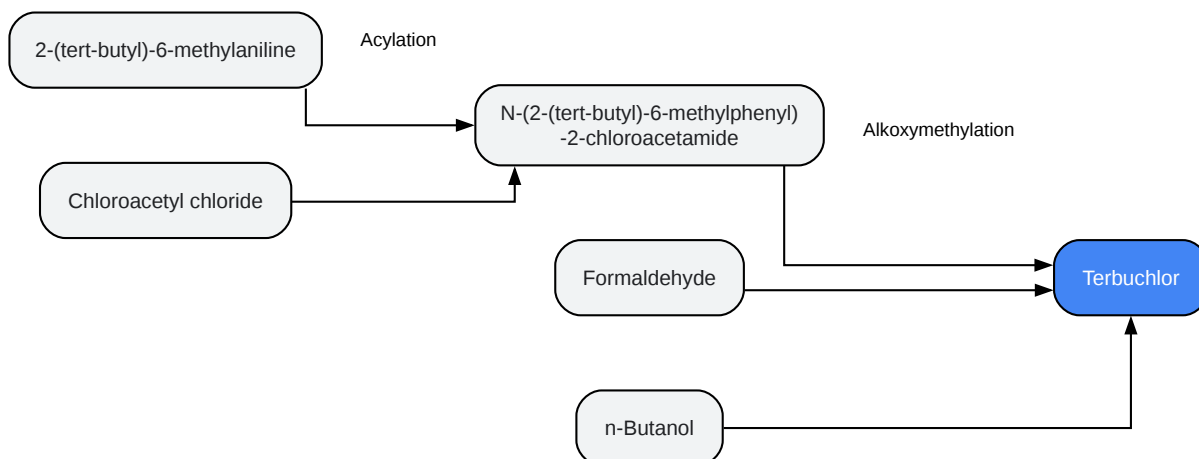 2-(tert-butyl)-6-methylaniline
Acylation
N-(2-(tert-butyl)-6-methylphenyl)
-2-chloroacetamide
Alkoxymethylation
Chloroacetyl chloride
Formaldehyde
Terbuchlor
n-Butanol